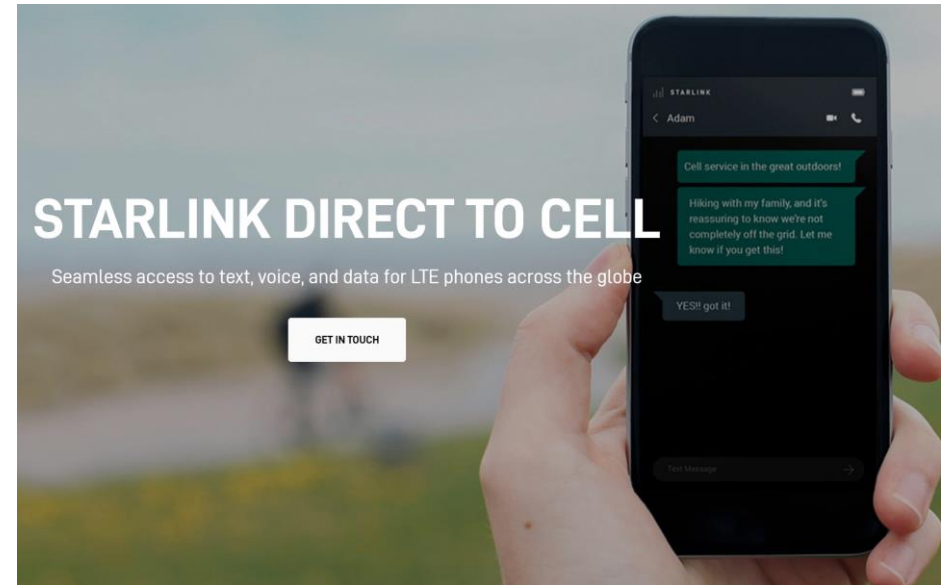 STARLINK DIRECT TO CELL
Seamless access to text, voice, and data for LTE phones across the globe
GET IN TOUCH
STARLINK
Adam
Cell service in the great outdoors!
Hiking with my family, and it's
reassuring to know we're not
completely off the grid. Let me
know if you get this!
YES!! got it!
Text Message